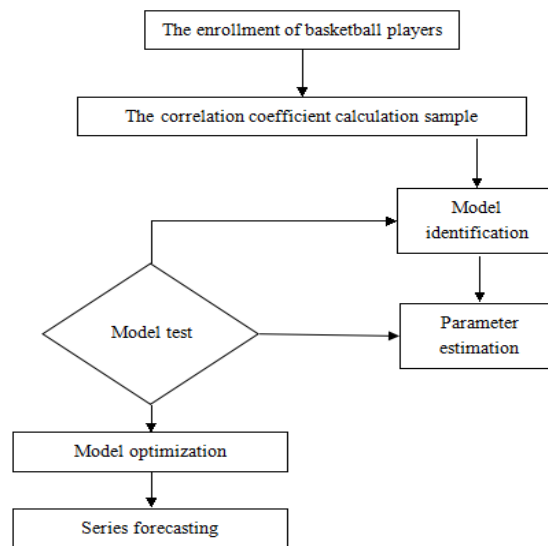 The enrollment of basketball players
The correlation coefficient calculation sample
Model
identification
Model test
Parameter
estimation
Model optimization
Series forecasting